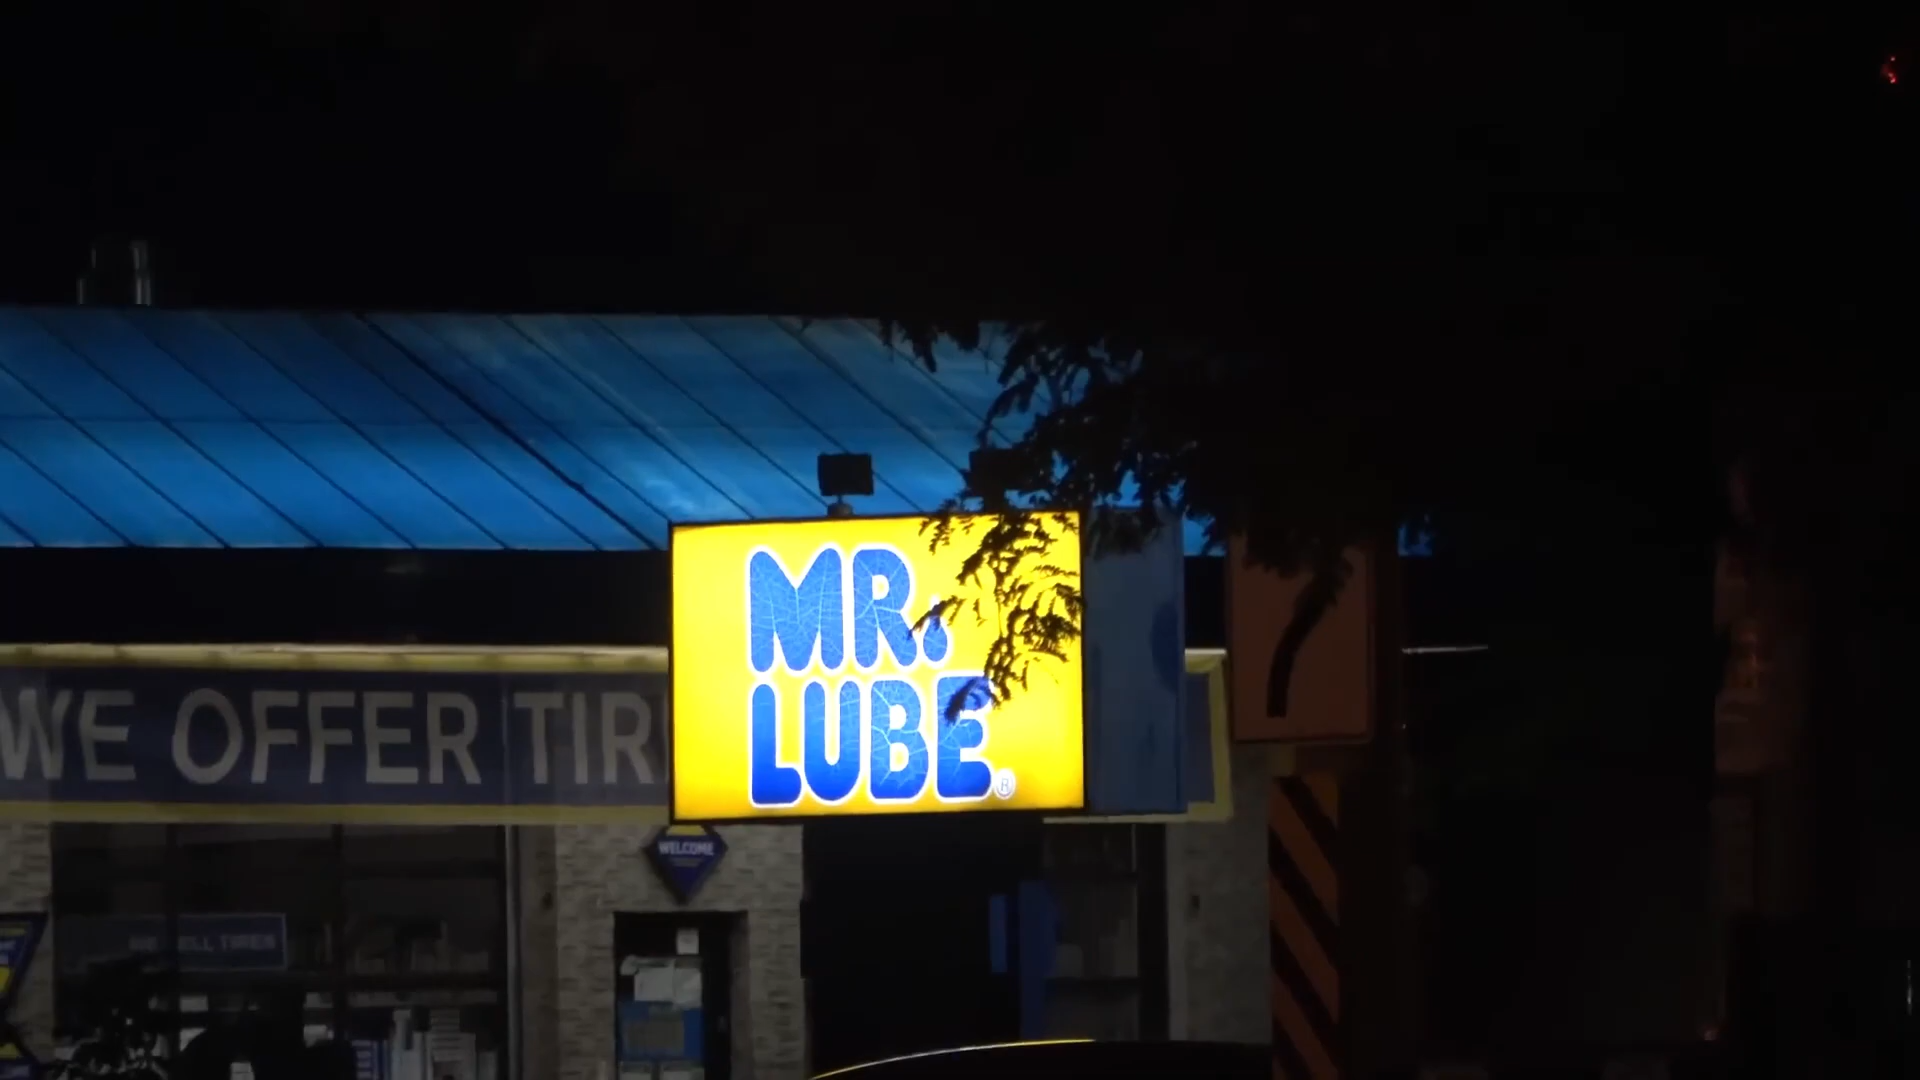 MR.
LUBE®
WE OFFER TIR
WELCOME
WE SELL TIRES